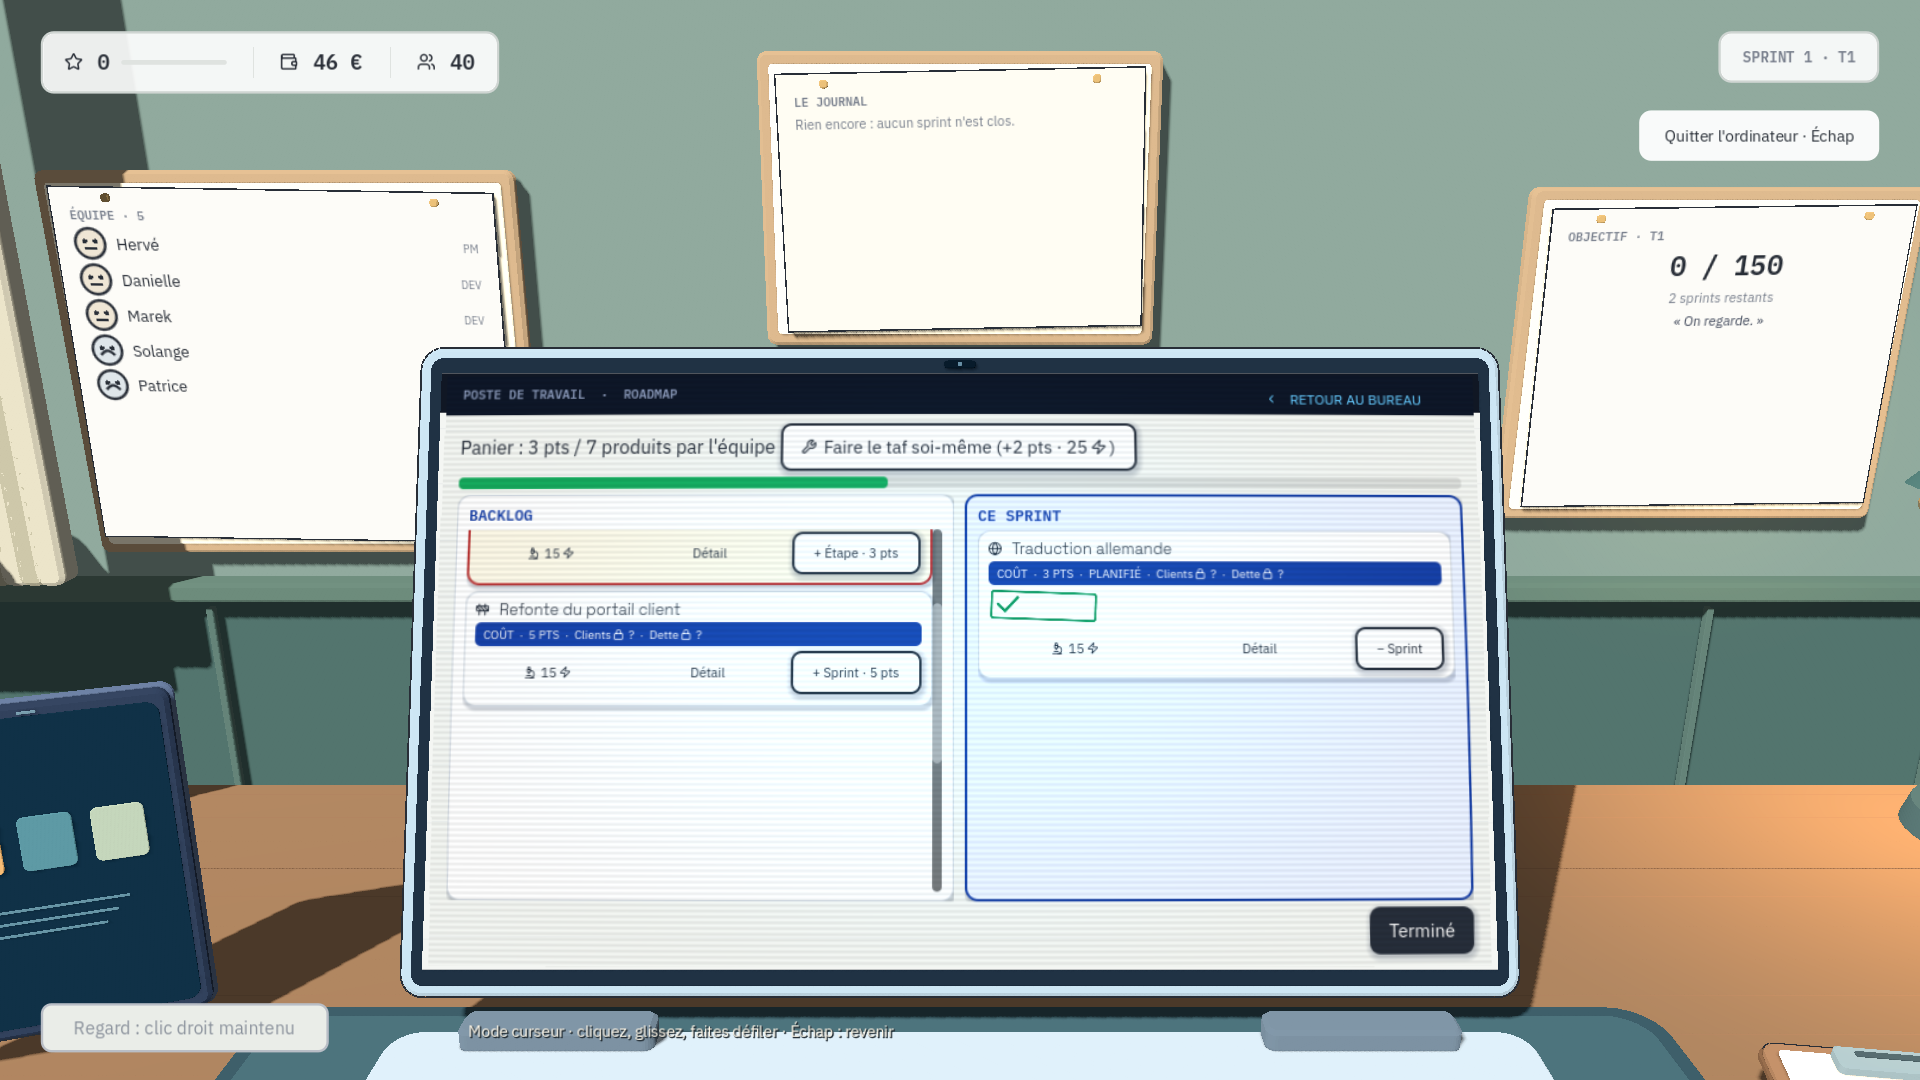 0
46 €
40
SPRINT 1 · T1
Quitter l'ordinateur · Échap
LE JOURNAL
Rien encore : aucun sprint n'est clos.
ÉQUIPE · 5
Hervé
PM
Danielle
DEV
Marek
DEV
Solange
Patrice
OBJECTIF · T1
0 / 150
2 sprints restants
« On regarde. »
POSTE DE TRAVAIL · ROADMAP
‹ RETOUR AU BUREAU
Panier : 3 pts / 7 produits par l'équipe
Faire le taf soi-même (+2 pts · 25 )
BACKLOG
15
Détail
+ Étape · 3 pts
Refonte du portail client
COÛT · 5 PTS · Clients ? · Dette ?
15
Détail
+ Sprint · 5 pts
CE SPRINT
Traduction allemande
COÛT · 3 PTS · PLANIFIÉ · Clients ? · Dette ?
15
Détail
− Sprint
Terminé
Regard : clic droit maintenu
Mode curseur · cliquez, glissez, faites défiler · Échap : revenir